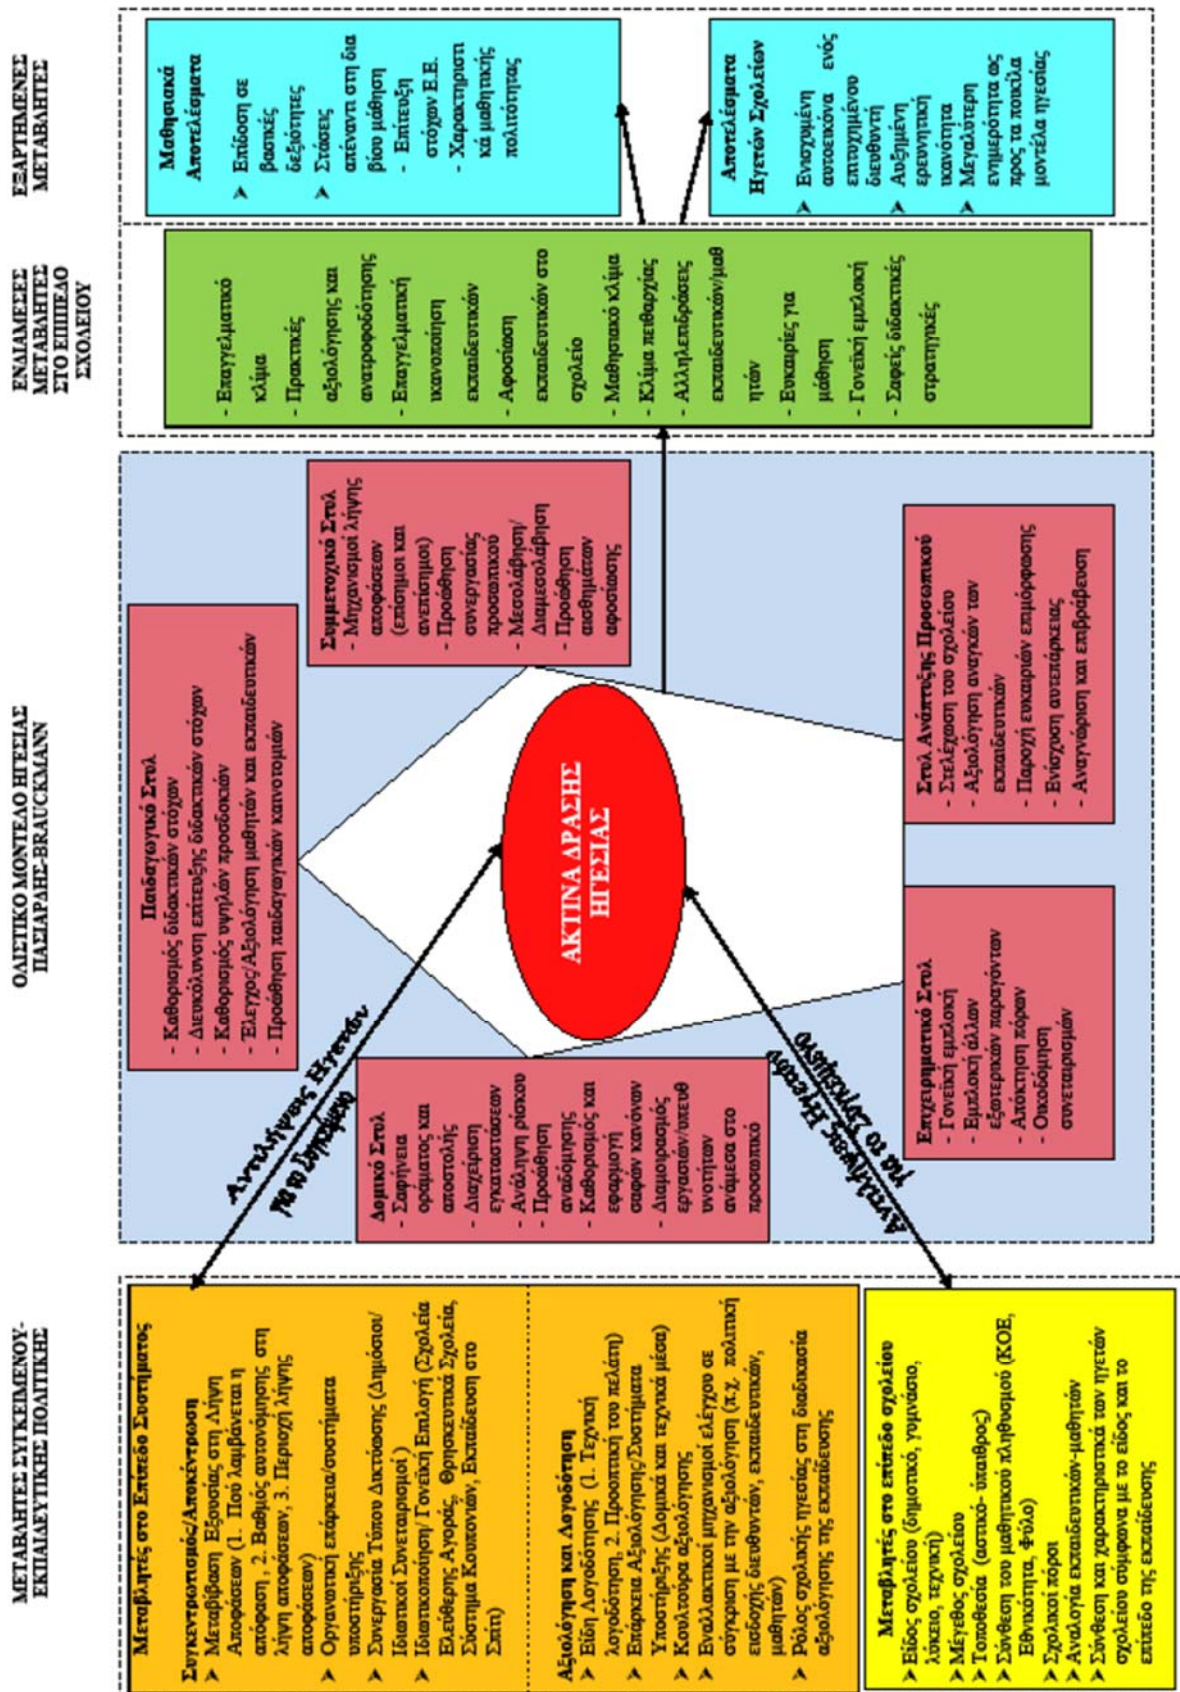 ΜΕΤΑΒΛΗΤΕΣ ΣΥΓΚΕΙΜΕΝΟΥ-
ΕΚΠΑΙΔΕΥΤΙΚΗΣ ΠΟΛΙΤΙΚΗΣ
Μεταβλητές στο Επίπεδο Συστήματος
Συγκεντρωτισμός/Αποκέντρωση
➤ Μεταβίβαση Εξουσίας στη Λήψη
Αποφάσεων (1. Πού λαμβάνεται η
απόφαση, 2. Βαθμός αυτονόμησης στη
λήψη αποφάσεων, 3. Περιοχή λήψης
αποφάσεων)
➤ Οργανωτική επάρκεια/συστήματα
υποστήριξης
➤ Συνεργασία Τύπου Δικτύωσης (Δημόσιοι/
Ιδιωτικοί Συνεταιρισμοί)
➤ Ιδιωτικοποίηση/ Γονεϊκή Επιλογή (Σχολεία
Ελεύθερης Αγοράς, Θρησκευτικά Σχολεία,
Σύστημα Κουπονιών, Εκπαίδευση στο
Σπίτι)
Αξιολόγηση και Λογοδότηση
➤ Είδη Λογοδότησης (1. Τεχνική
λογοδότηση, 2. Προοπτική του πελάτη)
➤ Επάρκεια Αξιολόγησης/Συστήματα
Υποστήριξης (Δομικά και τεχνικά μέσα)
➤ Κουλτούρα αξιολόγησης
➤ Εναλλακτικοί μηχανισμοί ελέγχου σε
σύγκριση με την αξιολόγηση (π.χ. πολιτική
εισδοχής διευθυντών, εκπαιδευτικών,
μαθητών)
➤ Ρόλος σχολικής ηγεσίας στη διαδικασία
αξιολόγησης της εκπαίδευσης
Μεταβλητές στο επίπεδο σχολείου
➤ Είδος σχολείου (δημοτικό, γυμνάσιο,
λύκειο, τεχνική)
➤ Μέγεθος σχολείου
➤ Τοποθεσία (αστικό- ύπαιθρος)
➤ Σύνθεση του μαθητικού πληθυσμού (ΚΟΕ,
Εθνικότητα, Φύλο)
➤ Σχολικοί πόροι
➤ Αναλογία εκπαιδευτικών-μαθητών
➤ Σύνθεση και χαρακτηριστικά των ηγετών
σχολείου σύμφωνα με το είδος και το
επίπεδο της εκπαίδευσης
ΟΛΙΣΤΙΚΟ ΜΟΝΤΕΛΟ ΗΓΕΣΙΑΣ
ΠΑΣΙΑΡΔΗΣ-BRAUCKMANN
Παιδαγωγικό Στυλ
- Καθορισμός διδακτικών στόχων
- Διευκόλυνση επίτευξης διδακτικών στόχων
- Καθορισμός υψηλών προσδοκιών
- Έλεγχος/Αξιολόγηση μαθητών και εκπαιδευτικών
- Προώθηση παιδαγωγικών καινοτομιών
Αντιλήψεις Ηγετών
για το Συγκείμενο
Δομικό Στυλ
- Σαφήνεια
οράματος και
αποστολής
- Διαχείριση
εγκαταστάσεων
- Ανάληψη ρίσκου
- Προώθηση
αναδόμησης
- Καθορισμός και
εφαρμογή
σαφών κανόνων
- Διαμοιρασμός
εργασιών/υπευθ
υνοτήτων
ανάμεσα στο
προσωπικό
ΑΚΤΙΝΑ ΔΡΑΣΗΣ
ΗΓΕΣΙΑΣ
Συμμετοχικό Στυλ
- Μηχανισμοί λήψης
αποφάσεων
(επίσημοι και
ανεπίσημοι)
- Προώθηση
συνεργασίας
προσωπικού
- Μεσολάβηση/
Διαμεσολάβηση
- Προώθηση
αισθημάτων
αφοσίωσης
Αντιλήψεις Ηγετών
για το Συγκείμενο
Επιχειρηματικό Στυλ
- Γονεϊκή εμπλοκή
- Εμπλοκή άλλων
εξωτερικών παραγόντων
- Απόκτηση πόρων
- Οικοδόμηση
συνεταιρισμών
Στυλ Ανάπτυξης Προσωπικού
- Στελέχωση του σχολείου
- Αξιολόγηση αναγκών των
εκπαιδευτικών
- Παροχή ευκαιριών επιμόρφωσης
- Ενίσχυση αυτεπάρκειας
- Αναγνώριση και επιβράβευση
ΕΝΔΙΑΜΕΣΕΣ
ΜΕΤΑΒΛΗΤΕΣ
ΣΤΟ ΕΠΙΠΕΔΟ
ΣΧΟΛΕΙΟΥ
- Επαγγελματικό
κλίμα
- Πρακτικές
αξιολόγησης και
ανατροφοδότησης
- Επαγγελματική
ικανοποίηση
εκπαιδευτικών
- Αφοσίωση
εκπαιδευτικών στο
σχολείο
- Μαθησιακό κλίμα
- Κλίμα πειθαρχίας
- Αλληλεπιδράσεις
εκπαιδευτικών/μαθ
ητών
- Ευκαιρίες για
μάθηση
- Γονεϊκή εμπλοκή
- Σαφείς διδακτικές
στρατηγικές
ΕΞΑΡΤΗΜΕΝΕΣ
ΜΕΤΑΒΛΗΤΕΣ
Μαθησιακά
Αποτελέσματα
➤ Επίδοση σε
βασικές
δεξιότητες
➤ Στάσεις
απέναντι στη δια
βίου μάθηση
- Επίτευξη
στόχων Ε.Ε.
- Χαρακτηριστι
κά μαθητικής
πολιτότητας
Αποτελέσματα
Ηγετών Σχολείων
➤ Ενισχυμένη
αυτοεικόνα ενός
επιτυχημένου
διευθυντή
➤ Αυξημένη
ερευνητική
ικανότητα
➤ Μεγαλύτερη
ενημερότητα ως
προς τα ποικίλα
μοντέλα ηγεσίας